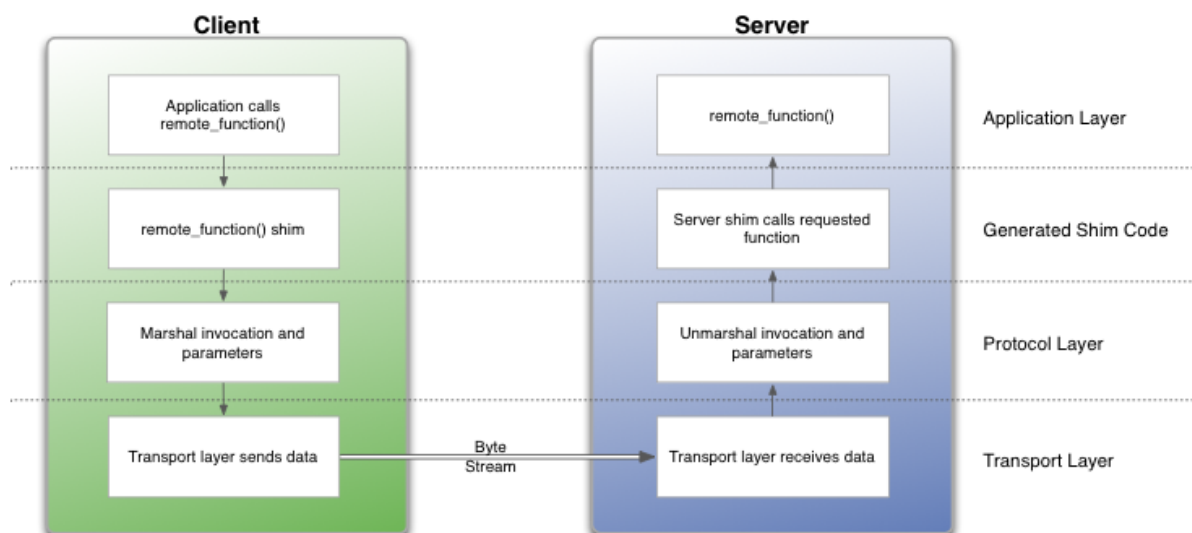 Client
Server
Application calls
remote_function()
remote_function()
Application Layer
remote_function() shim
Server shim calls requested
function
Generated Shim Code
Marshal invocation and
parameters
Unmarshal invocation and
parameters
Protocol Layer
Transport layer sends data
Byte
Stream
Transport layer receives data
Transport Layer